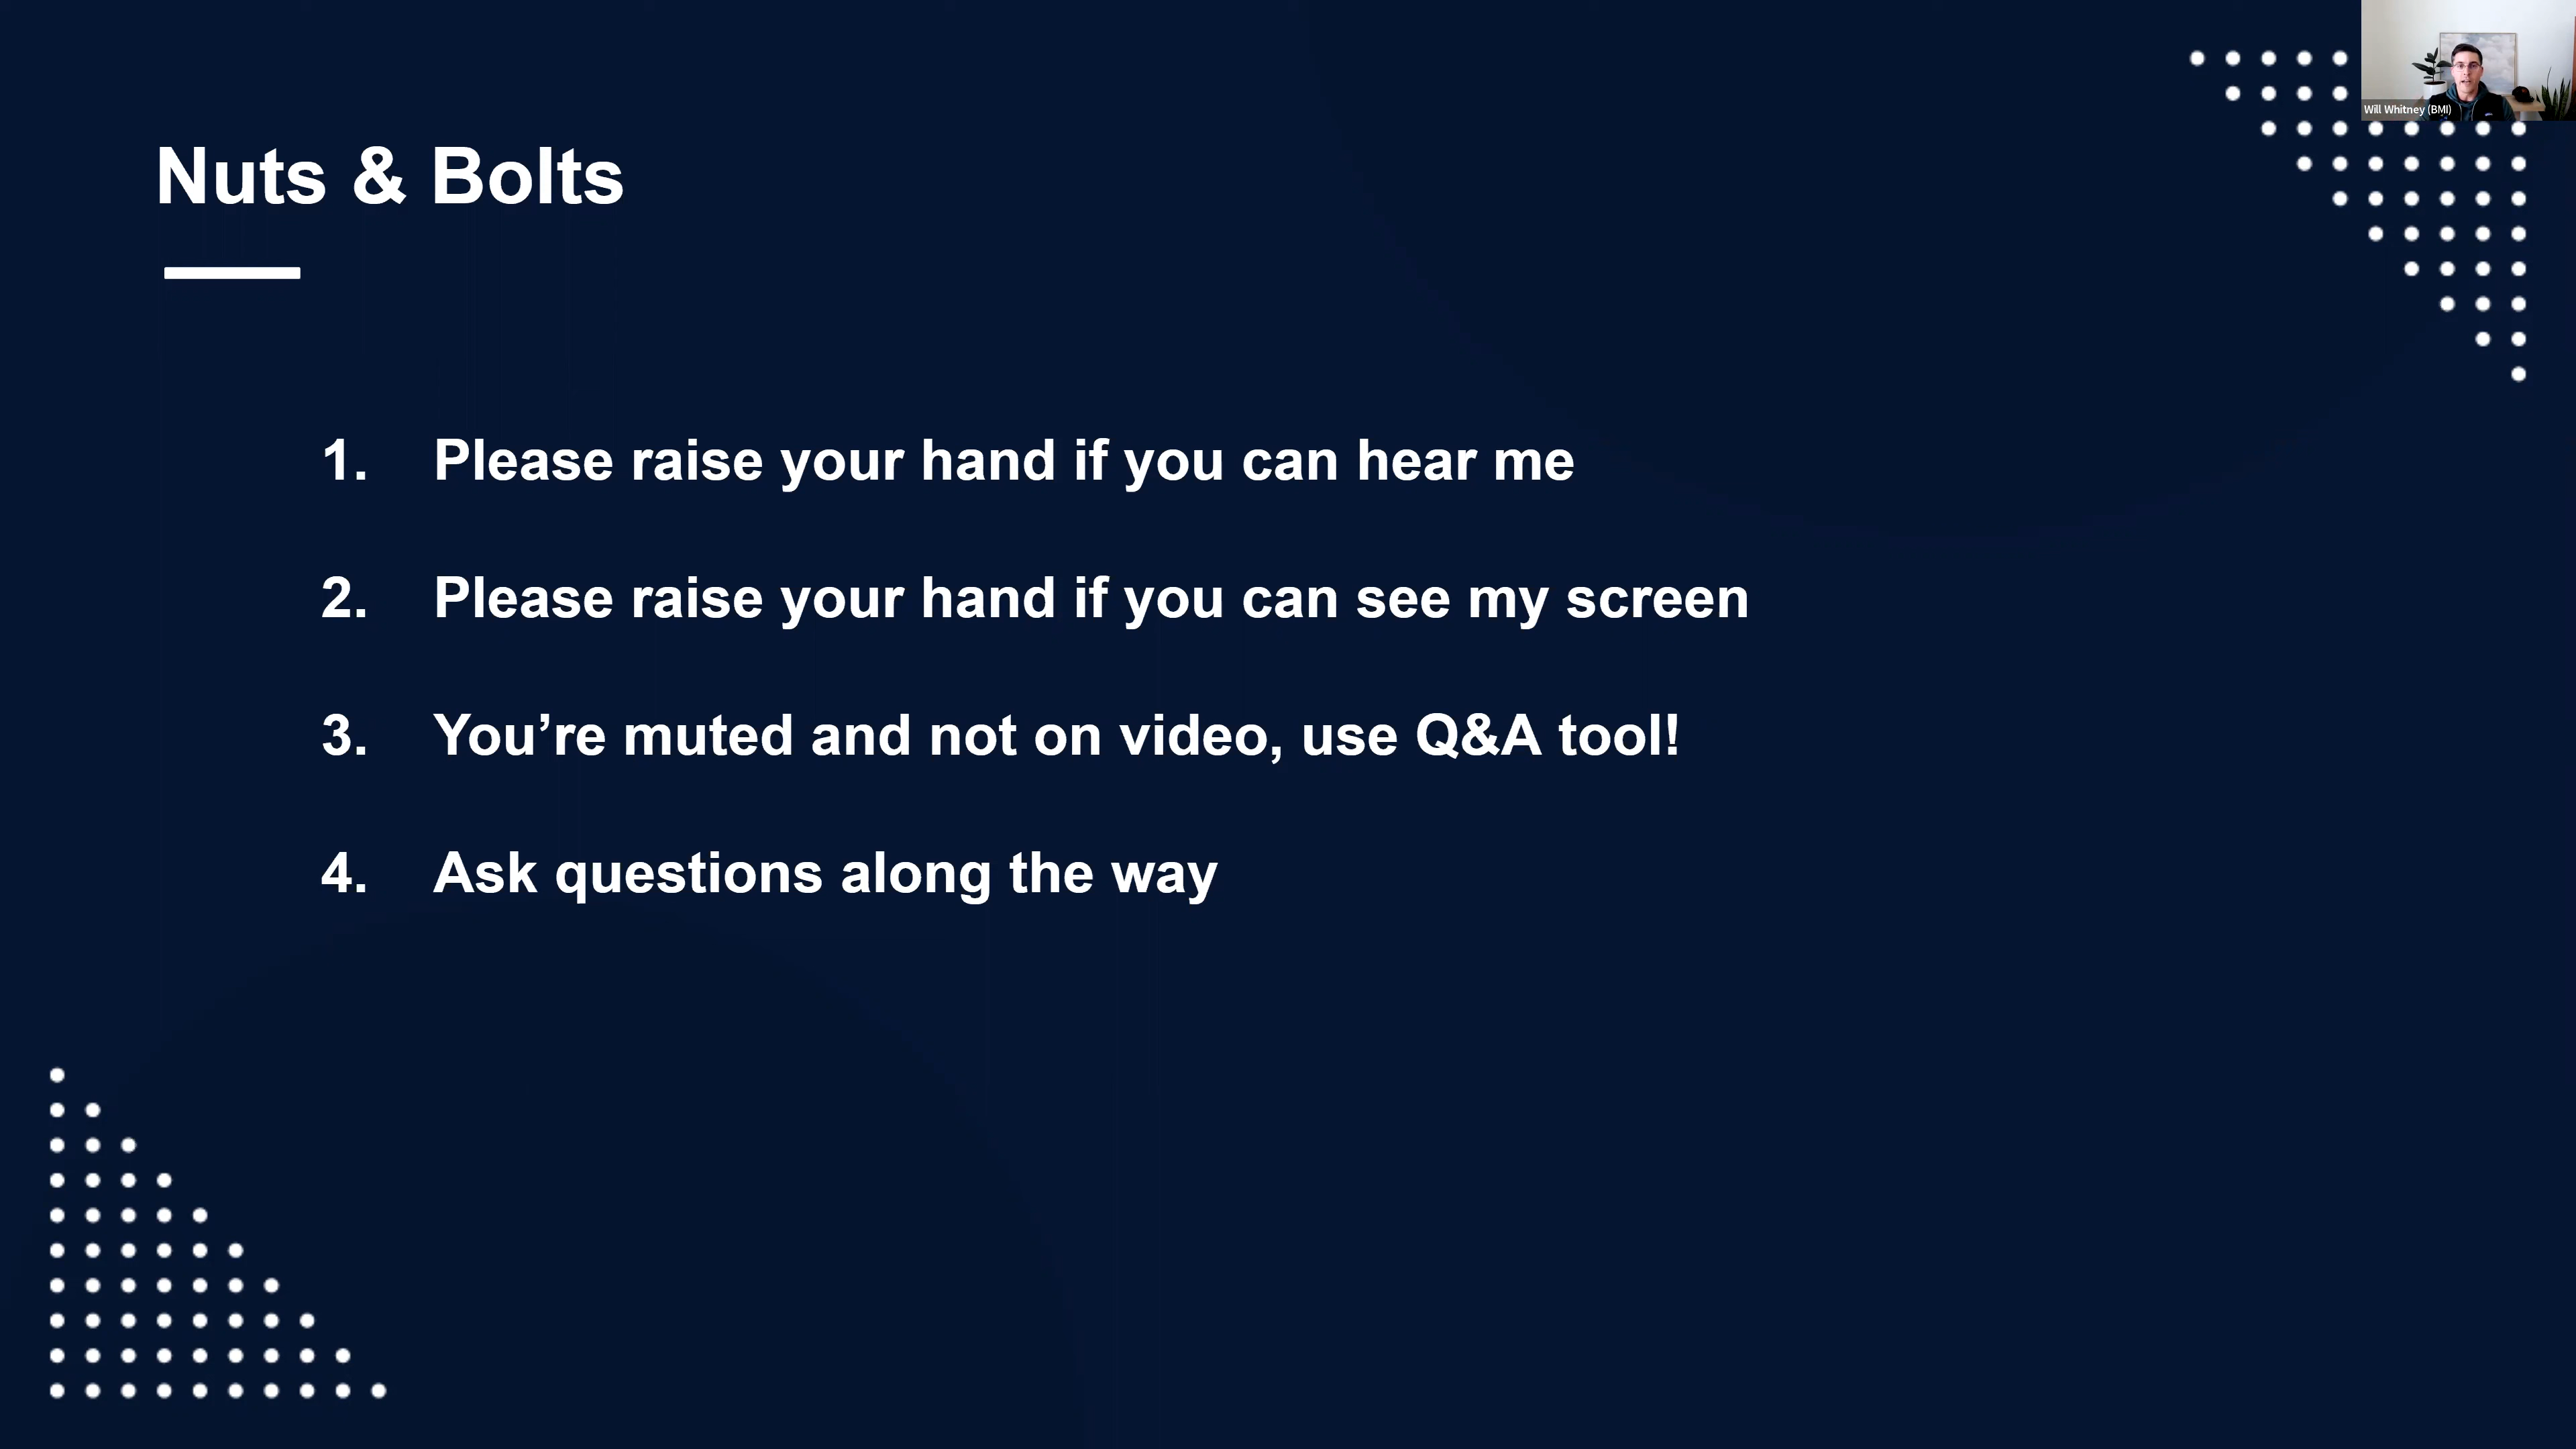 Will Whitney (BMI)
Nuts & Bolts
1. Please raise your hand if you can hear me
2. Please raise your hand if you can see my screen
3. You’re muted and not on video, use Q&A tool!
4. Ask questions along the way